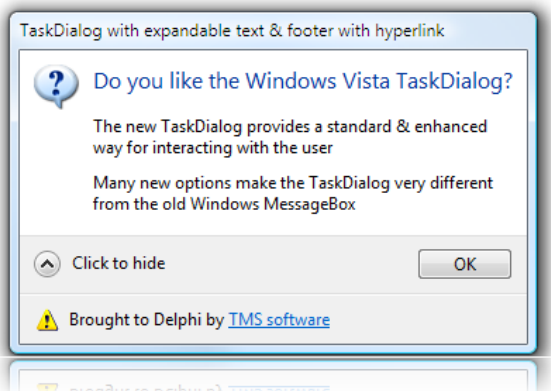 TaskDialog with expandable text & footer with hyperlink
Do you like the Windows Vista TaskDialog?
The new TaskDialog provides a standard & enhanced
way for interacting with the user
Many new options make the TaskDialog very different
from the old Windows MessageBox
Click to hide
OK
Brought to Delphi by TMS software